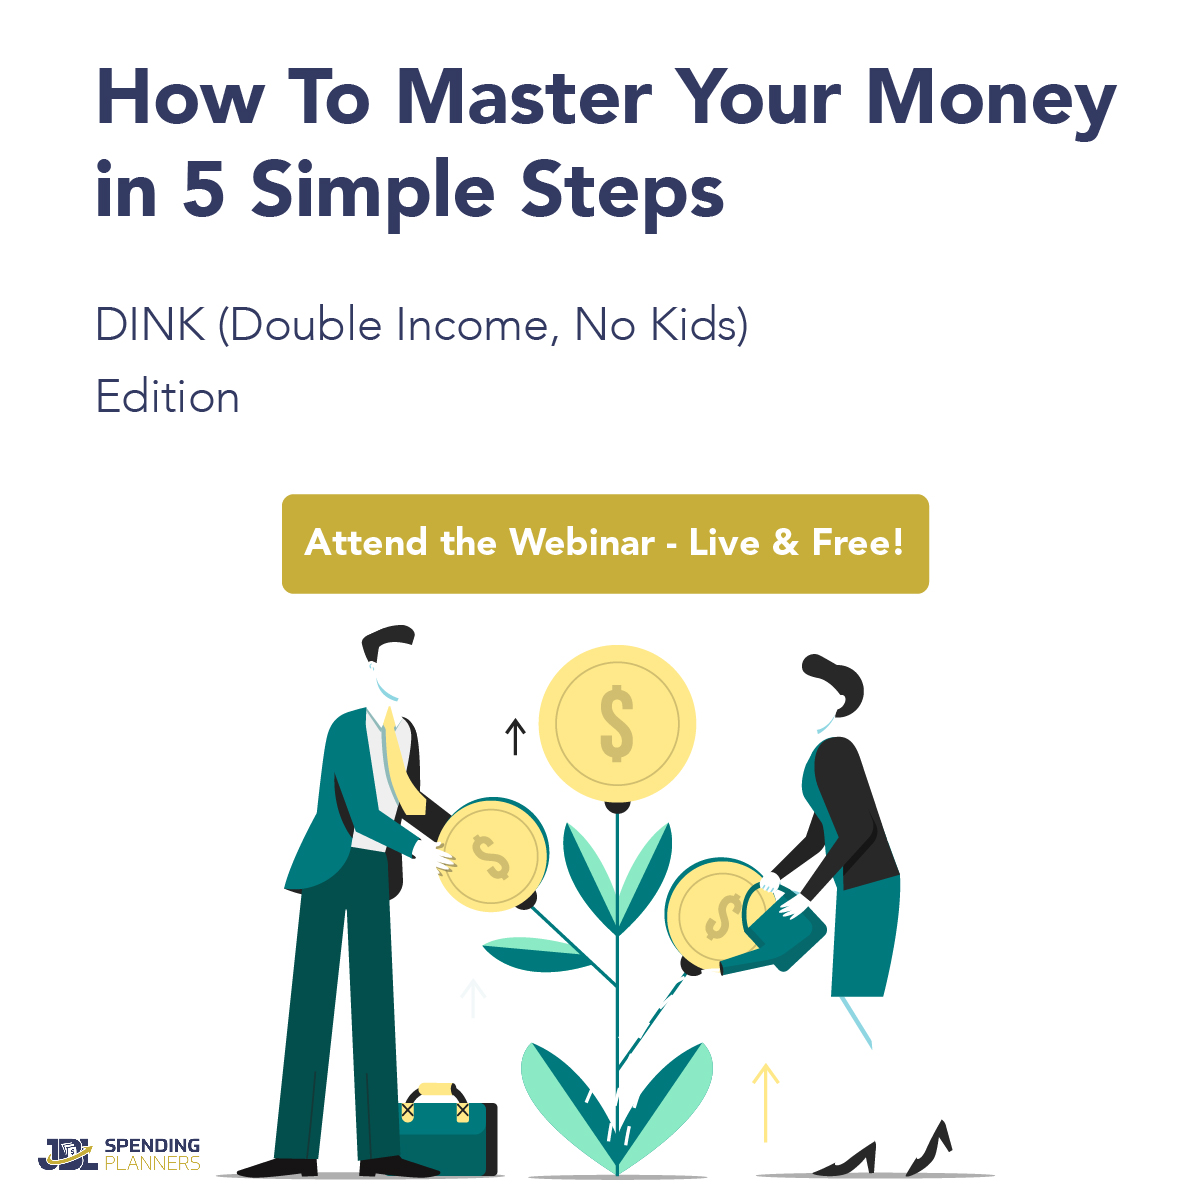 How To Master Your Money
in 5 Simple Steps
DINK (Double Income, No Kids)
Edition
Attend the Webinar - Live & Free!
$
$
$
JDL
SPENDING
PLANNERS